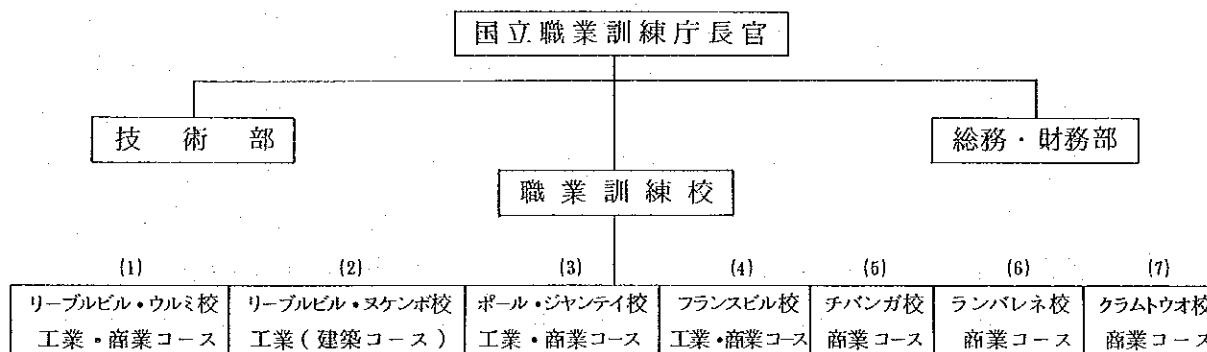 国立職業訓練庁長官
技術部
総務・財務部
職業訓練校
(1) (2) (3) (4) (5) (6) (7)
リーブルビル・ウルミ校 リーブルビル・ヌケンボ校 ポール・ジャンテイ校 フランスビル校 チバンガ校 ランバレネ校 クラムトウオ校
工業・商業コース 工業(建築コース) 工業・商業コース 工業・商業コース 商業コース 商業コース 商業コース